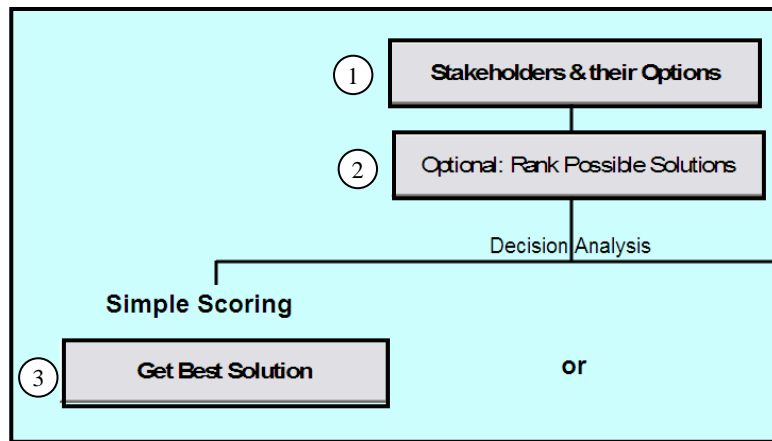 1
Stakeholders & their Options
2
Optional: Rank Possible Solutions
Decision Analysis
Simple Scoring
3
Get Best Solution
or